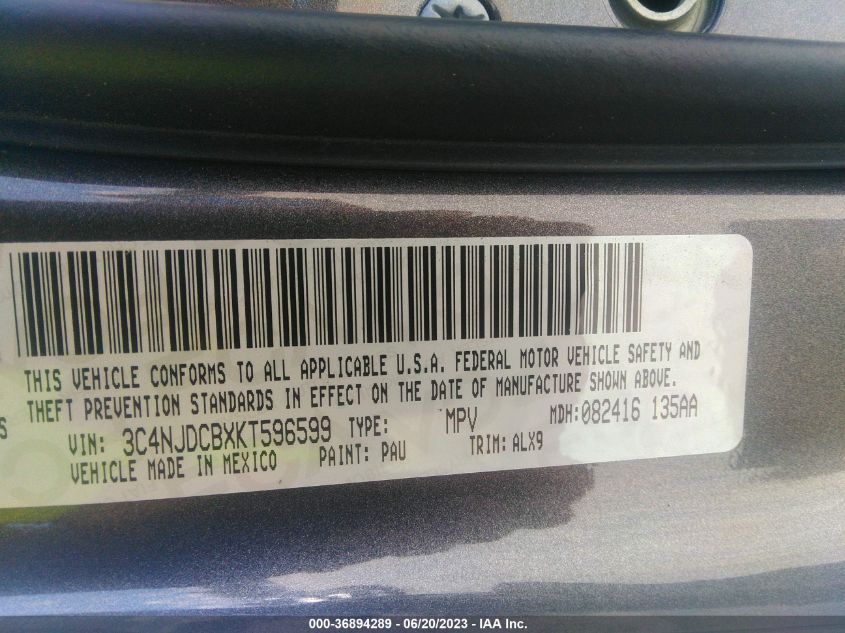 THIS VEHICLE CONFORMS TO ALL APPLICABLE U.S.A. FEDERAL MOTOR VEHICLE SAFETY AND
THEFT PREVENTION STANDARDS IN EFFECT ON THE DATE OF MANUFACTURE SHOWN ABOVE.
S VIN: 3C4NJDCBXKT596599 TYPE: MPV MDH:082416 135AA
VEHICLE MADE IN MEXICO PAINT: PAU TRIM: ALX9
000-36894289 - 06/20/2023 - IAA Inc.